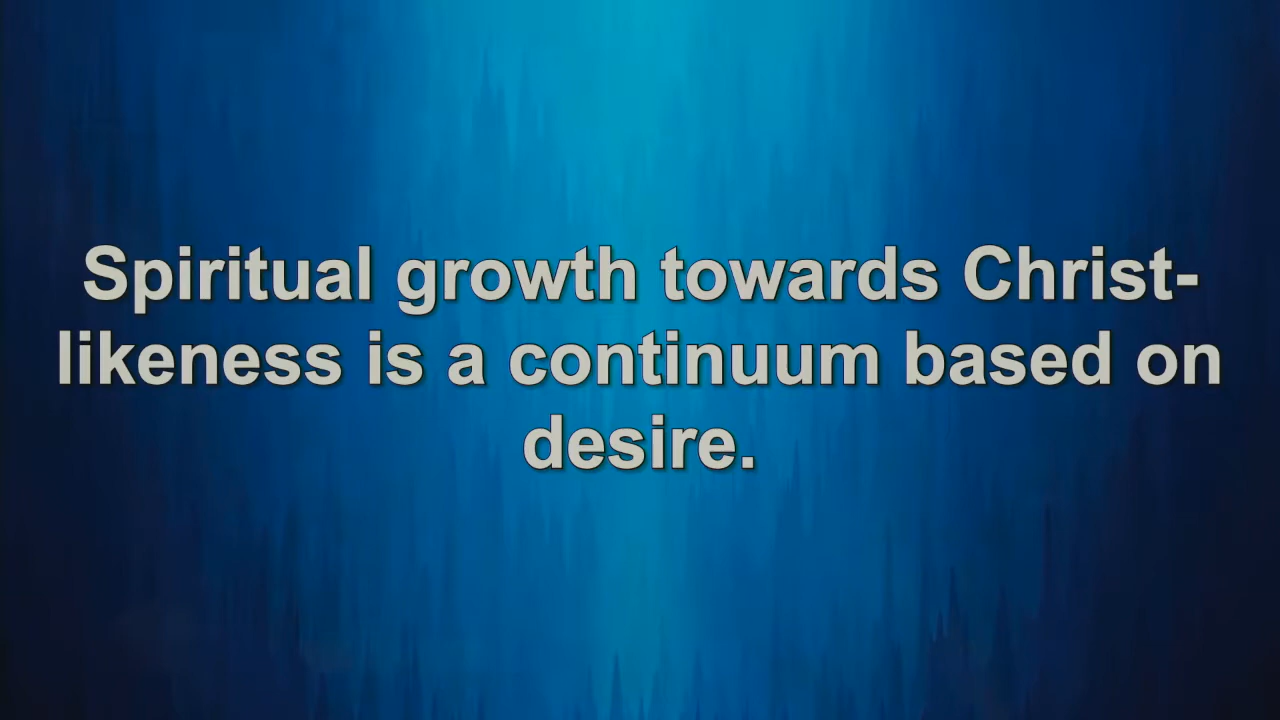 Spiritual growth towards Christ-
likeness is a continuum based on
desire.